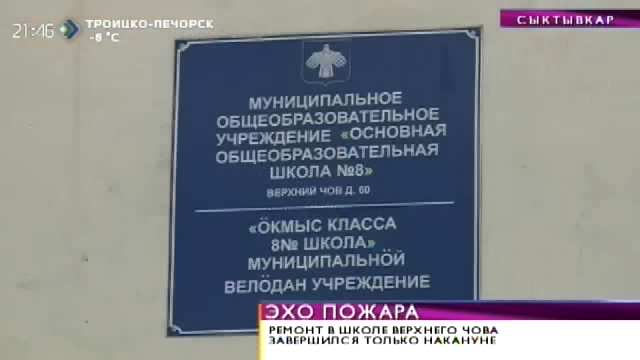 21:46 ТРОИЦКО-ПЕЧОРСК
-8 °C
СЫКТЫВКАР
МУНИЦИПАЛЬНОЕ
ОБЩЕОБРАЗОВАТЕЛЬНОЕ
УЧРЕЖДЕНИЕ «ОСНОВНАЯ
ОБЩЕОБРАЗОВАТЕЛЬНАЯ
ШКОЛА №8»
ВЕРХНИЙ ЧОВ Д. 60
«ÖКМЫС КЛАССА
8№ ШКОЛА»
МУНИЦИПАЛЬНÖЙ
ВЕЛÖДАН УЧРЕЖДЕНИЕ
ЭХО ПОЖАРА
РЕМОНТ В ШКОЛЕ ВЕРХНЕГО ЧОВА
ЗАВЕРШИЛСЯ ТОЛЬКО НАКАНУНЕ